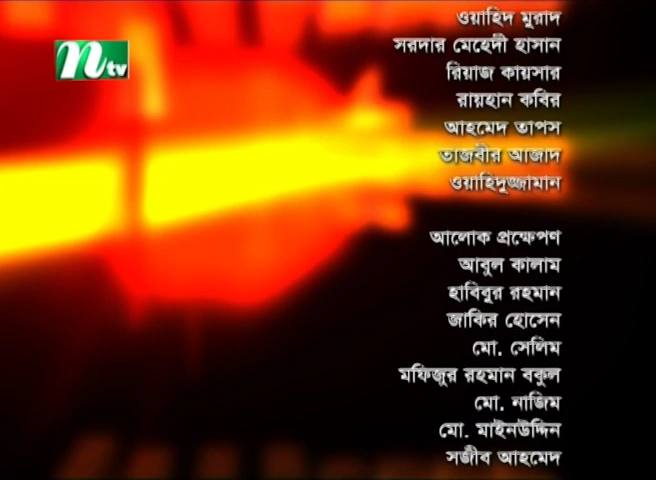 ntv
ওয়াহিদ মুরাদ
সরদার মেহেদী হাসান
রিয়াজ কায়সার
রায়হান কবির
আহমেদ তাপস
তাজবীর আজাদ
ওয়াহিদুজ্জামান
আলোক প্রক্ষেপণ
আবুল কালাম
হাবিবুর রহমান
জাকির হোসেন
মো. সেলিম
মফিজুর রহমান বকুল
মো. নাজিম
মো. মাইনউদ্দিন
সজীব আহমেদ